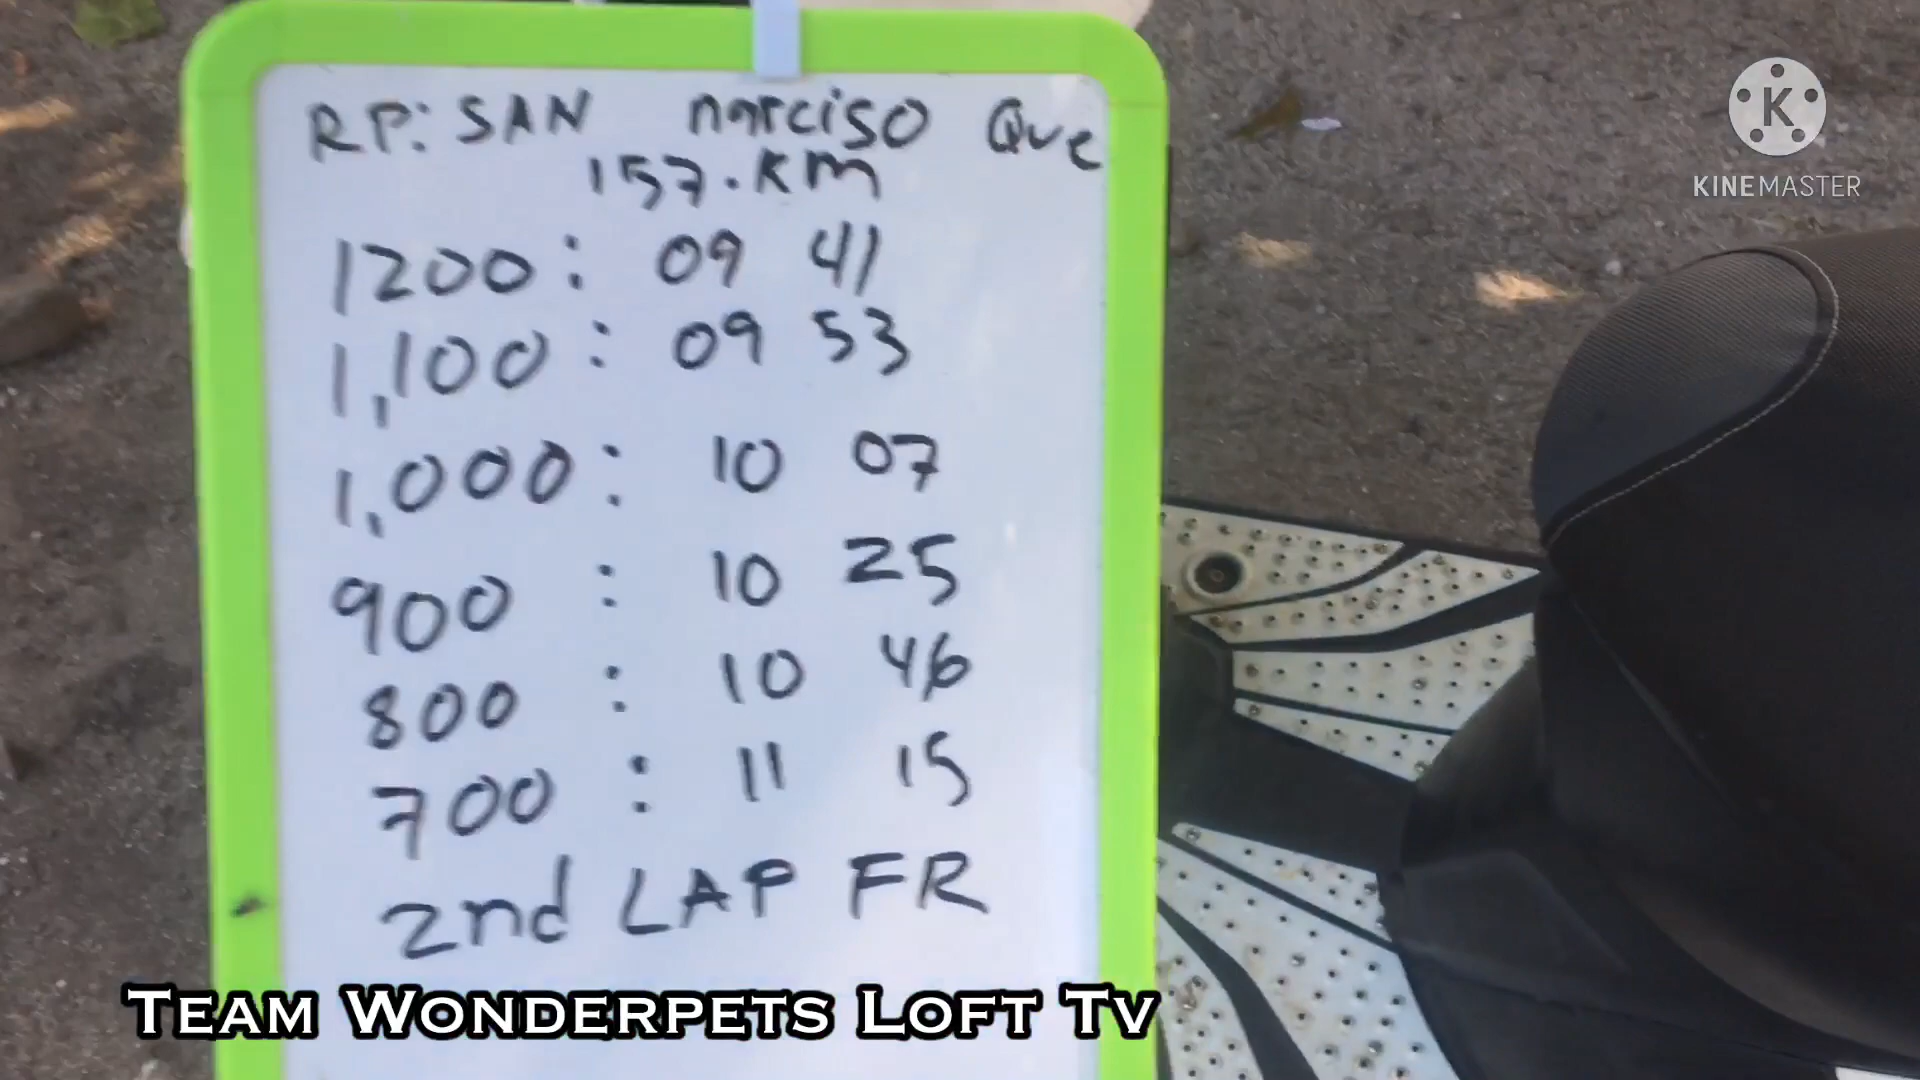 RP: SAN narciso Que
157.KM
1200: 09 41
1,100: 09 53
1,000: 10 07
900 : 10 25
800 : 10 46
700 : 11 15
2nd LAP FR
K
KINEMASTER
TEAM WONDERPETS LOFT TV